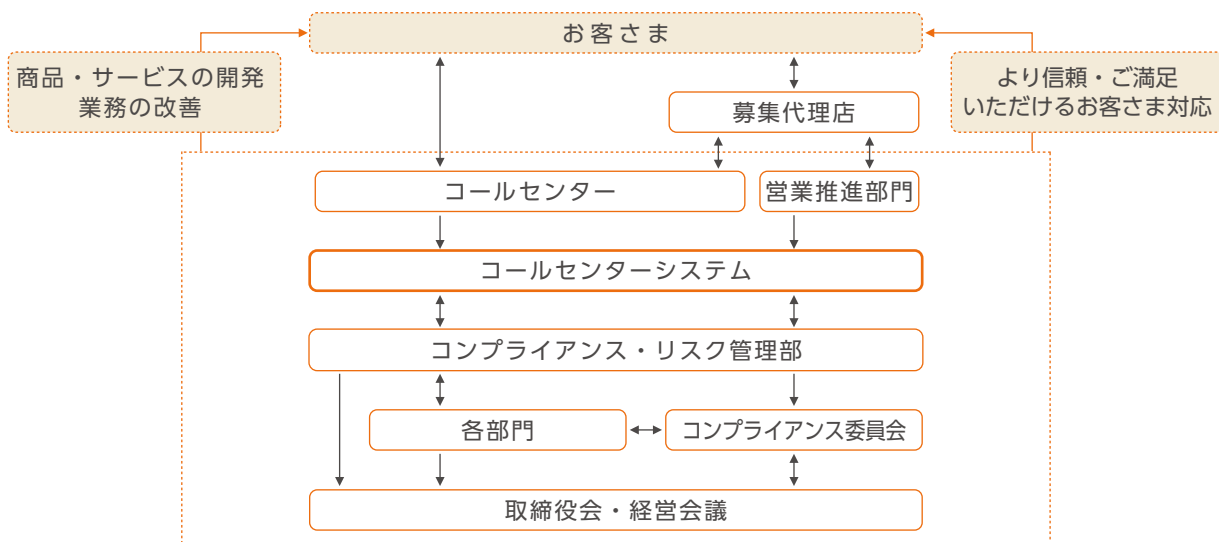 お客さま
商品・サービスの開発
業務の改善
より信頼・ご満足
いただけるお客さま対応
募集代理店
コールセンター
営業推進部門
コールセンターシステム
コンプライアンス・リスク管理部
各部門
コンプライアンス委員会
取締役会・経営会議